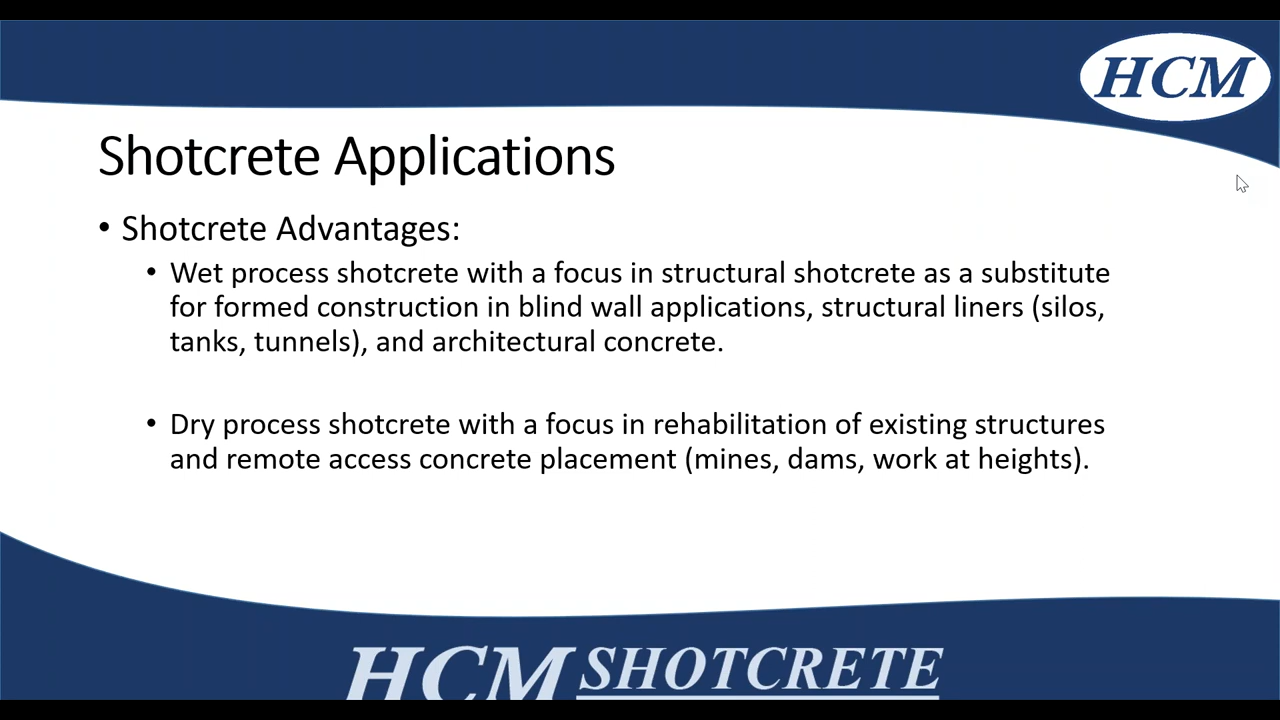 HCM
Shotcrete Applications
• Shotcrete Advantages:
• Wet process shotcrete with a focus in structural shotcrete as a substitute
for formed construction in blind wall applications, structural liners (silos,
tanks, tunnels), and architectural concrete.
• Dry process shotcrete with a focus in rehabilitation of existing structures
and remote access concrete placement (mines, dams, work at heights).
HCM SHOTCRETE